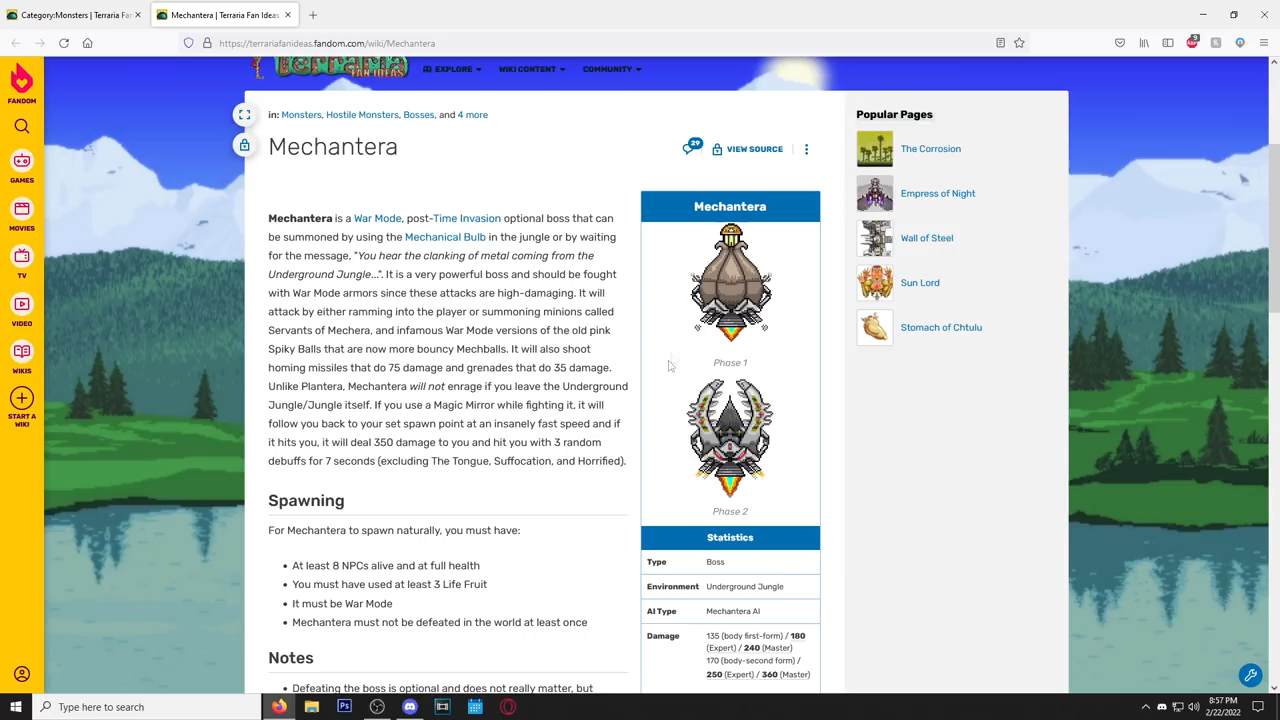 Category:Monsters | Terraria Fa
Mechantera | Terraria Fan Ideas
https://terrariafanideas.fandom.com/wiki/Mechantera
FANDOM
GAMES
MOVIES
TV
VIDEO
WIKIS
START A
WIKI
FAN IDEAS
EXPLORE
WIKI CONTENT
COMMUNITY
in: Monsters, Hostile Monsters, Bosses, and 4 more
Mechantera
29
VIEW SOURCE
Mechantera is a War Mode, post-Time Invasion optional boss that can
be summoned by using the Mechanical Bulb in the jungle or by waiting
for the message, "You hear the clanking of metal coming from the
Underground Jungle...". It is a very powerful boss and should be fought
with War Mode armors since these attacks are high-damaging. It will
attack by either ramming into the player or summoning minions called
Servants of Mechera, and infamous War Mode versions of the old pink
Spiky Balls that are now more bouncy Mechballs. It will also shoot
homing missiles that do 75 damage and grenades that do 35 damage.
Unlike Plantera, Mechantera will not enrage if you leave the Underground
Jungle/Jungle itself. If you use a Magic Mirror while fighting it, it will
follow you back to your set spawn point at an insanely fast speed and if
it hits you, it will deal 350 damage to you and hit you with 3 random
debuffs for 7 seconds (excluding The Tongue, Suffocation, and Horrified).
Spawning
For Mechantera to spawn naturally, you must have:
• At least 8 NPCs alive and at full health
• You must have used at least 3 Life Fruit
• It must be War Mode
• Mechantera must not be defeated in the world at least once
Notes
• Defeating the boss is optional and does not really matter, but
Mechantera
Phase 1
Phase 2
Statistics
Type Boss
Environment Underground Jungle
AI Type Mechantera AI
Damage 135 (body first-form) / 180
(Expert) / 240 (Master)
170 (body-second form) /
250 (Expert) / 360 (Master)
Popular Pages
The Corrosion
Empress of Night
Wall of Steel
Sun Lord
Stomach of Chtulu
Type here to search
8:57 PM
2/22/2022